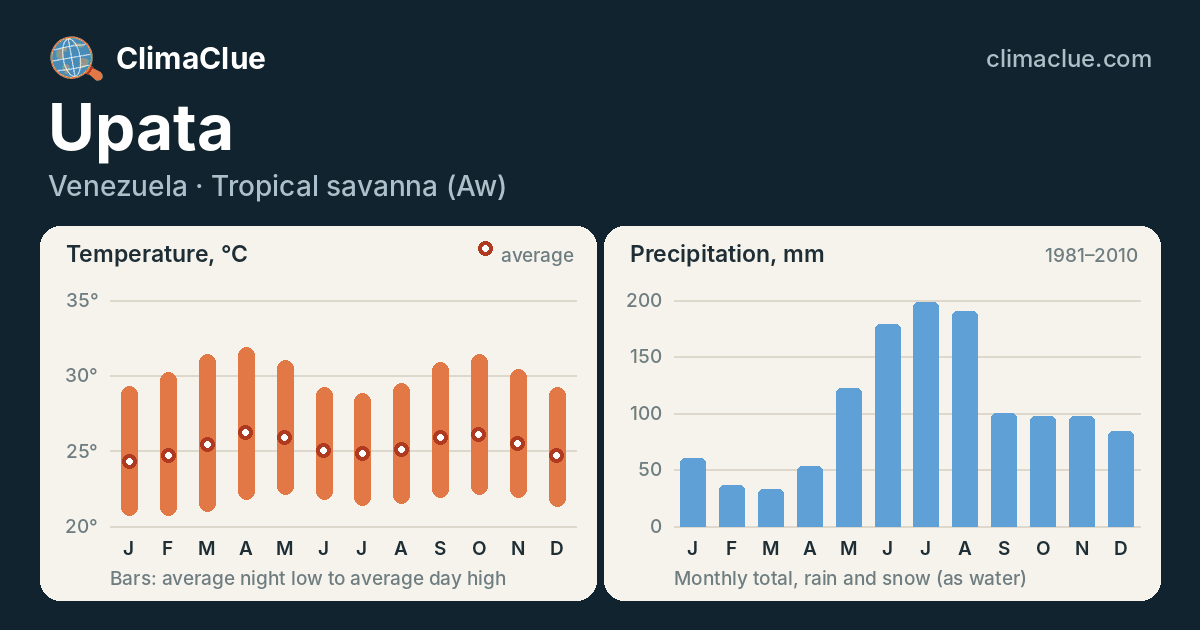 ClimaClue
climaclue.com
Upata
Venezuela · Tropical savanna (Aw)
Temperature, °C
average
35°
30°
25°
20°
J F M A M J J A S O N D
Bars: average night low to average day high
Precipitation, mm
1981–2010
200
150
100
50
0
J F M A M J J A S O N D
Monthly total, rain and snow (as water)